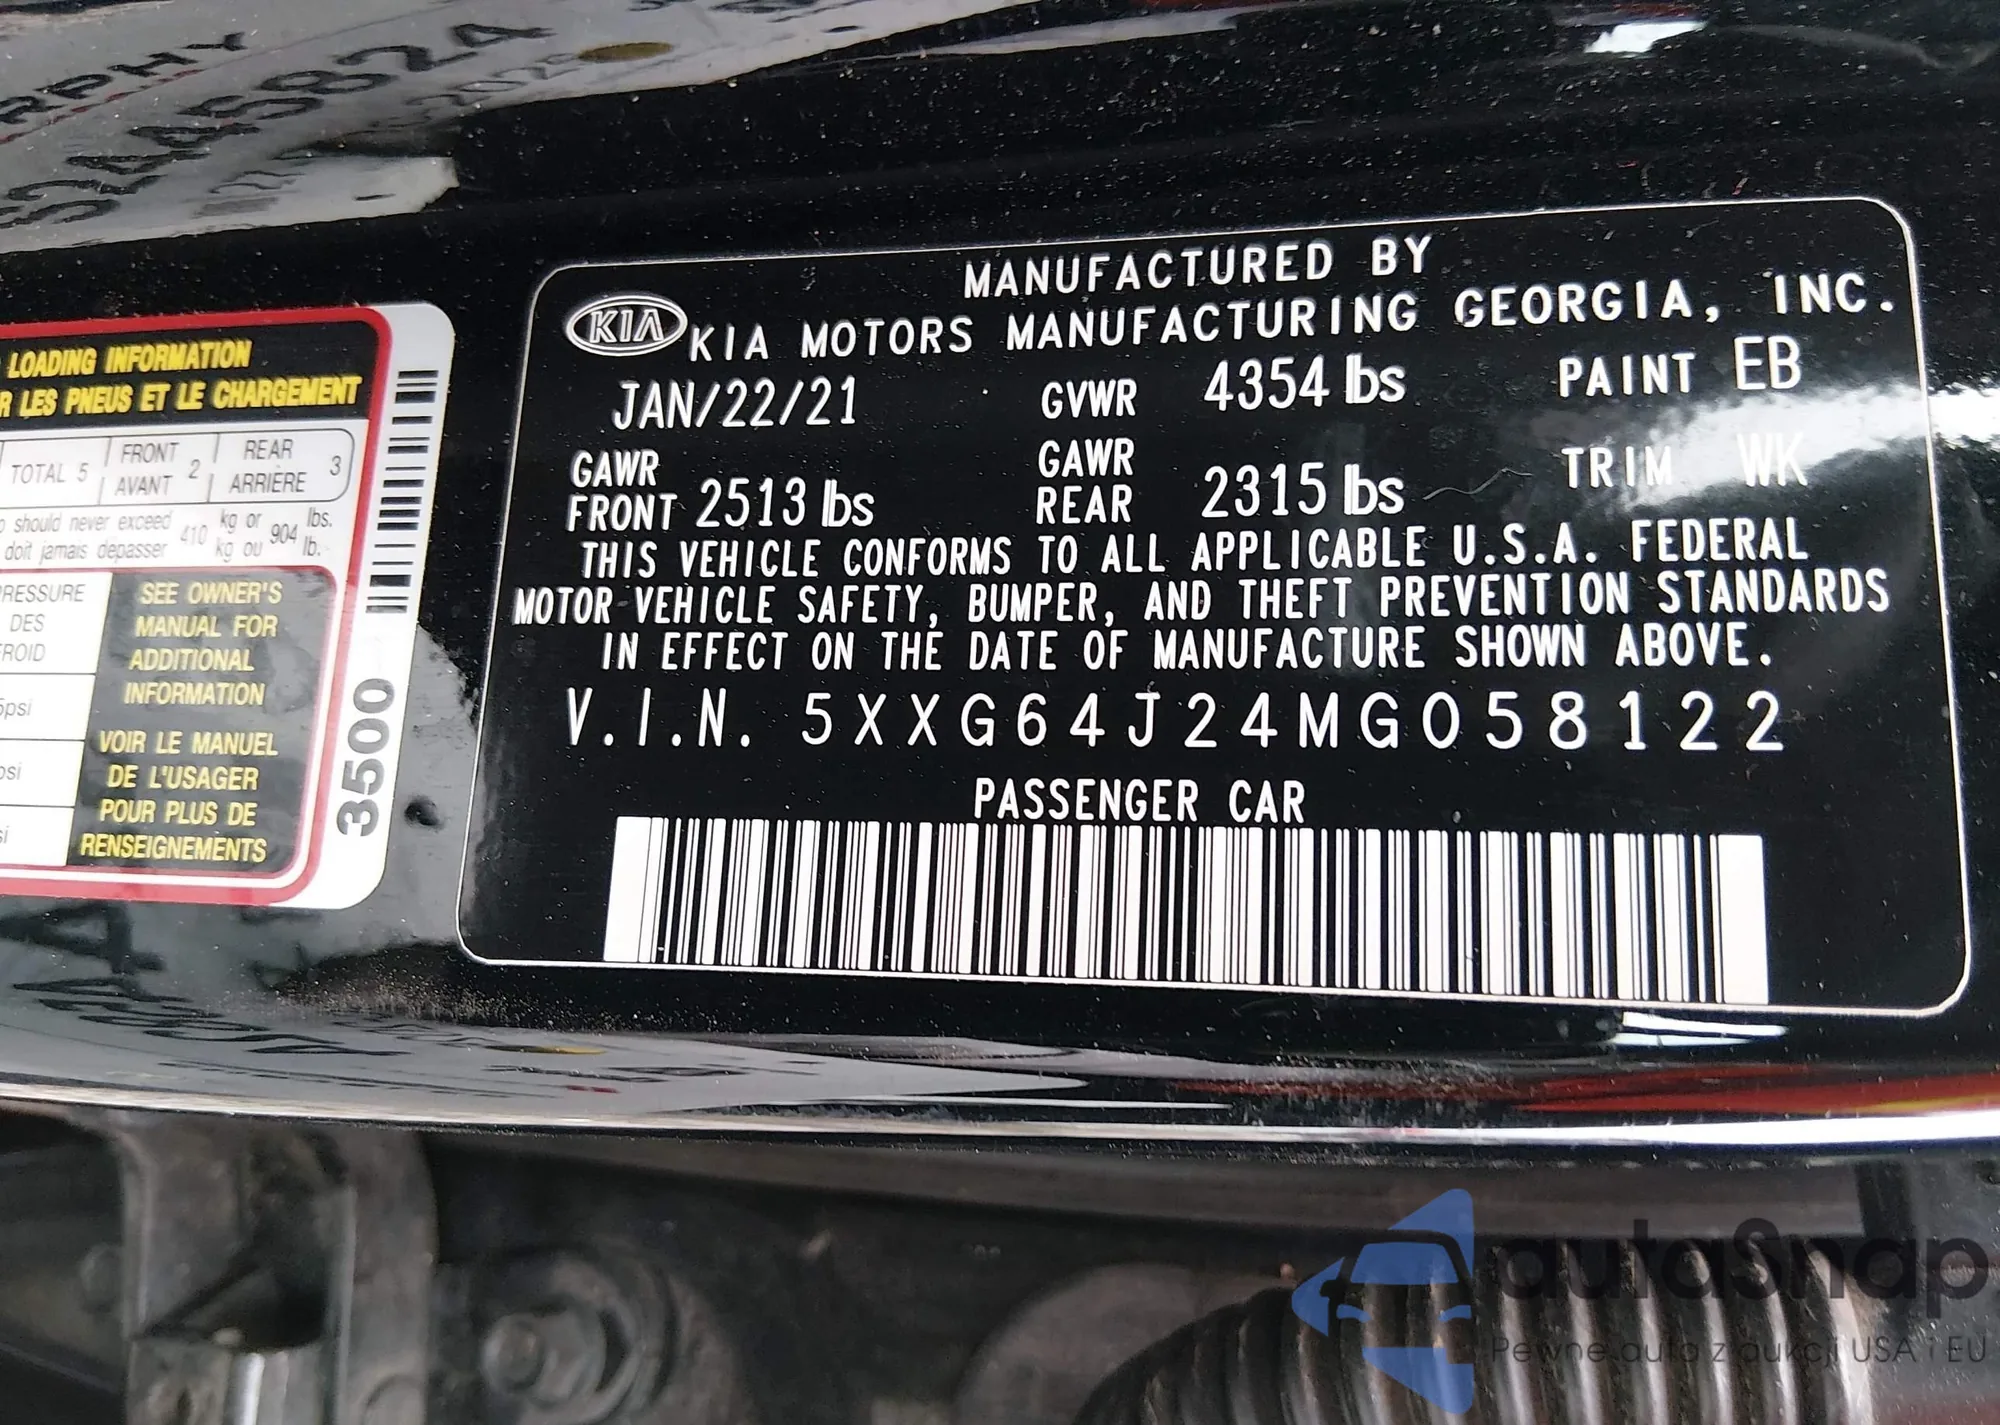 52445824
LOADING INFORMATION
R LES PNEUS ET LE CHARGEMENT
TOTAL 5 FRONT AVANT 2 REAR ARRIÈRE 3
should never exceed 410 kg or 904 lbs.
doit jamais dépasser kg ou lb.
SEE OWNER'S
MANUAL FOR
ADDITIONAL
INFORMATION
VOIR LE MANUEL
DE L'USAGER
POUR PLUS DE
RENSEIGNEMENTS
DES
psi
3500
MANUFACTURED BY
KIA KIA MOTORS MANUFACTURING GEORGIA, INC.
JAN/22/21 GVWR 4354 lbs PAINT EB
GAWR GAWR TRIM WK
FRONT 2513 lbs REAR 2315 lbs
THIS VEHICLE CONFORMS TO ALL APPLICABLE U.S.A. FEDERAL
MOTOR VEHICLE SAFETY, BUMPER, AND THEFT PREVENTION STANDARDS
IN EFFECT ON THE DATE OF MANUFACTURE SHOWN ABOVE.
V.I.N. 5XXG64J24MG058122
PASSENGER CAR
autaSnap
Pewne auta z aukcji USA i EU